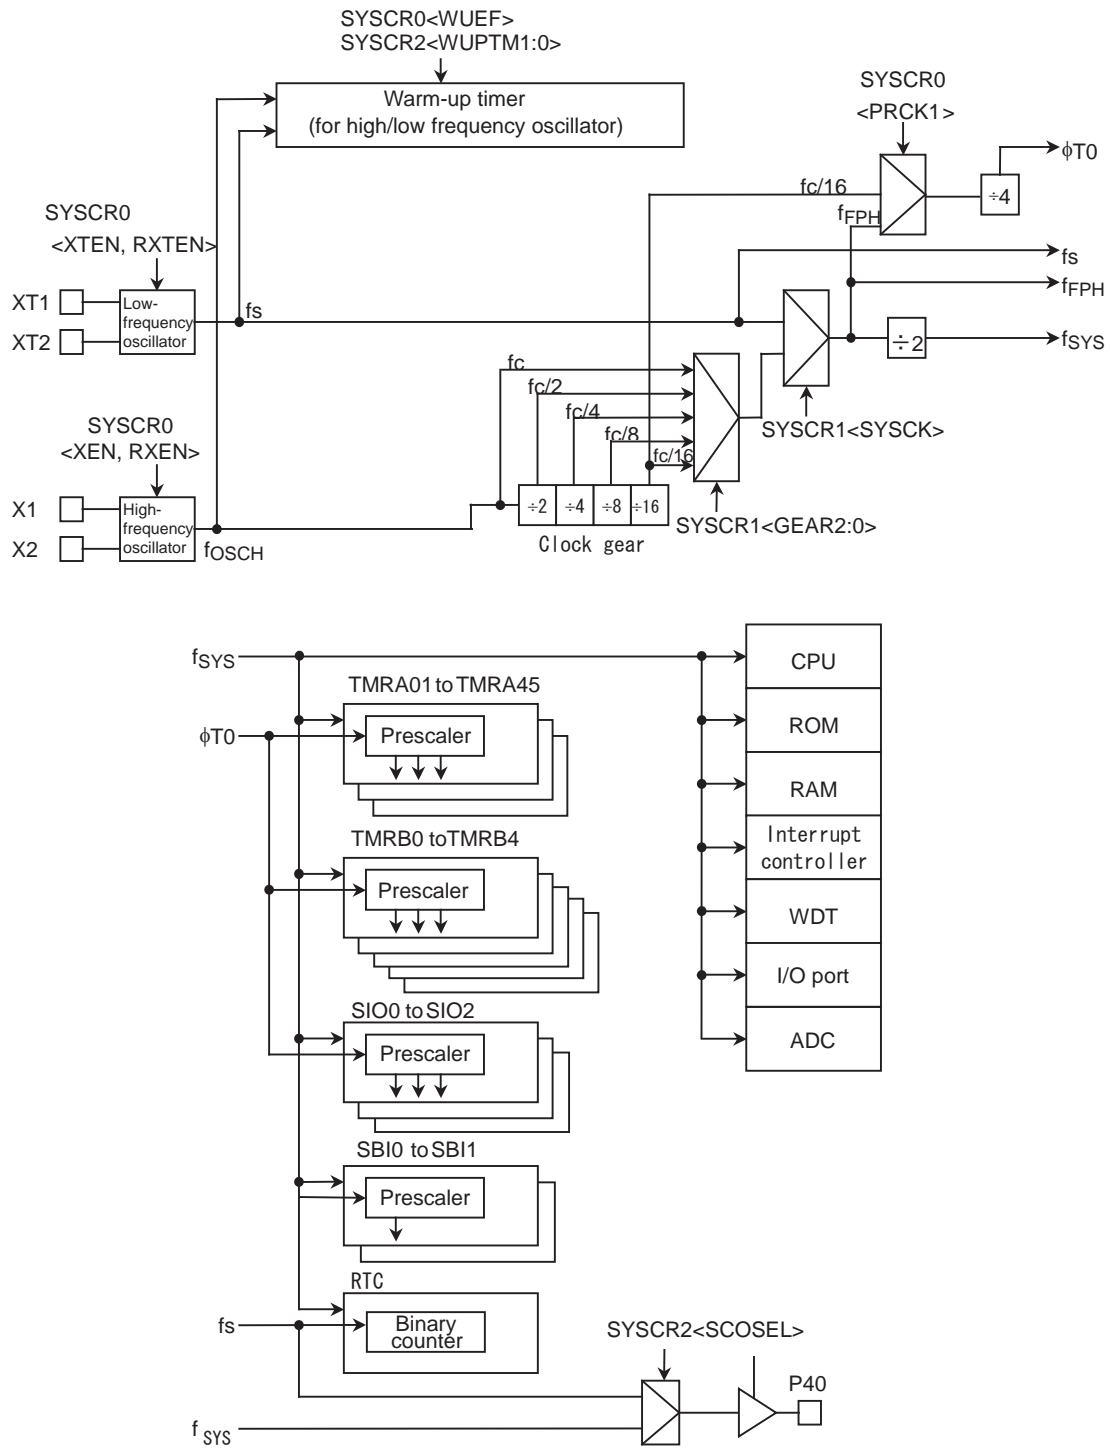 SYSCR0<WUEF>
SYSCR2<WUPTM1:0>
Warm-up timer
(for high/low frequency oscillator)
SYSCR0
<PRCK1>
ϕT0
fc/16
÷4
fFPH
SYSCR0
<XTEN, RXTEN>
fs
fFPH
XT1
Low-
frequency
oscillator
fs
XT2
÷2
fSYS
fc
fc/2
fc/4
fc/8
fc/16
SYSCR1<SYSCK>
SYSCR0
<XEN, RXEN>
X1
High-
frequency
oscillator
X2
fOSCH
÷2
÷4
÷8
÷16
Clock gear
SYSCR1<GEAR2:0>
fSYS
CPU
TMRA01 to TMRA45
ϕT0
Prescaler
ROM
RAM
TMRB0 to TMRB4
Interrupt
controller
Prescaler
WDT
I/O port
SIO0 to SIO2
ADC
Prescaler
SBI0 to SBI1
Prescaler
RTC
fs
Binary
counter
SYSCR2<SCOSEL>
P40
fSYS